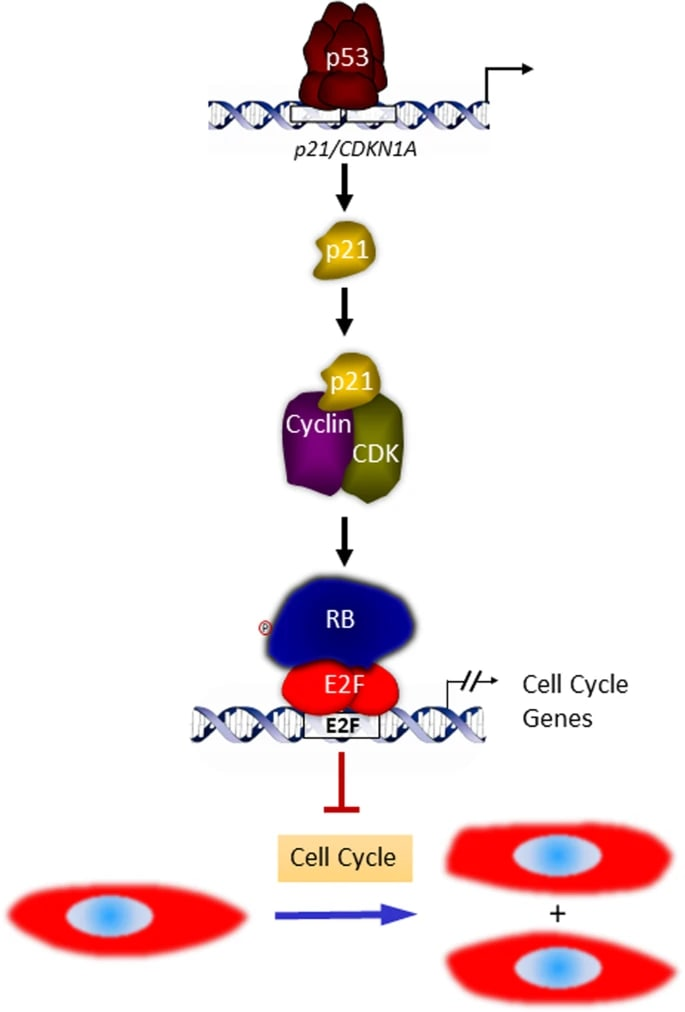 p53
p21/CDKN1A
p21
p21
Cyclin
CDK
RB
P
E2F
E2F
Cell Cycle
Genes
Cell Cycle
+